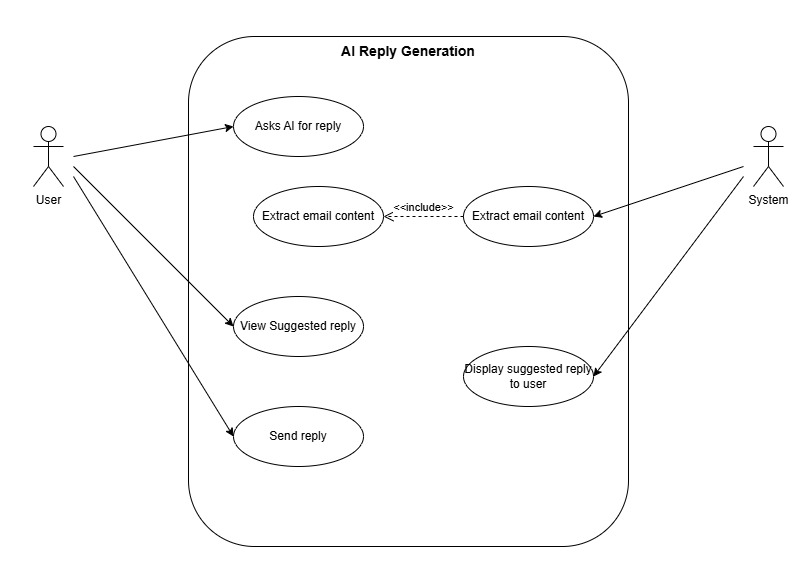 AI Reply Generation
Asks AI for reply
User
System
Extract email content
<<include>>
Extract email content
View Suggested reply
Display suggested reply
to user
Send reply